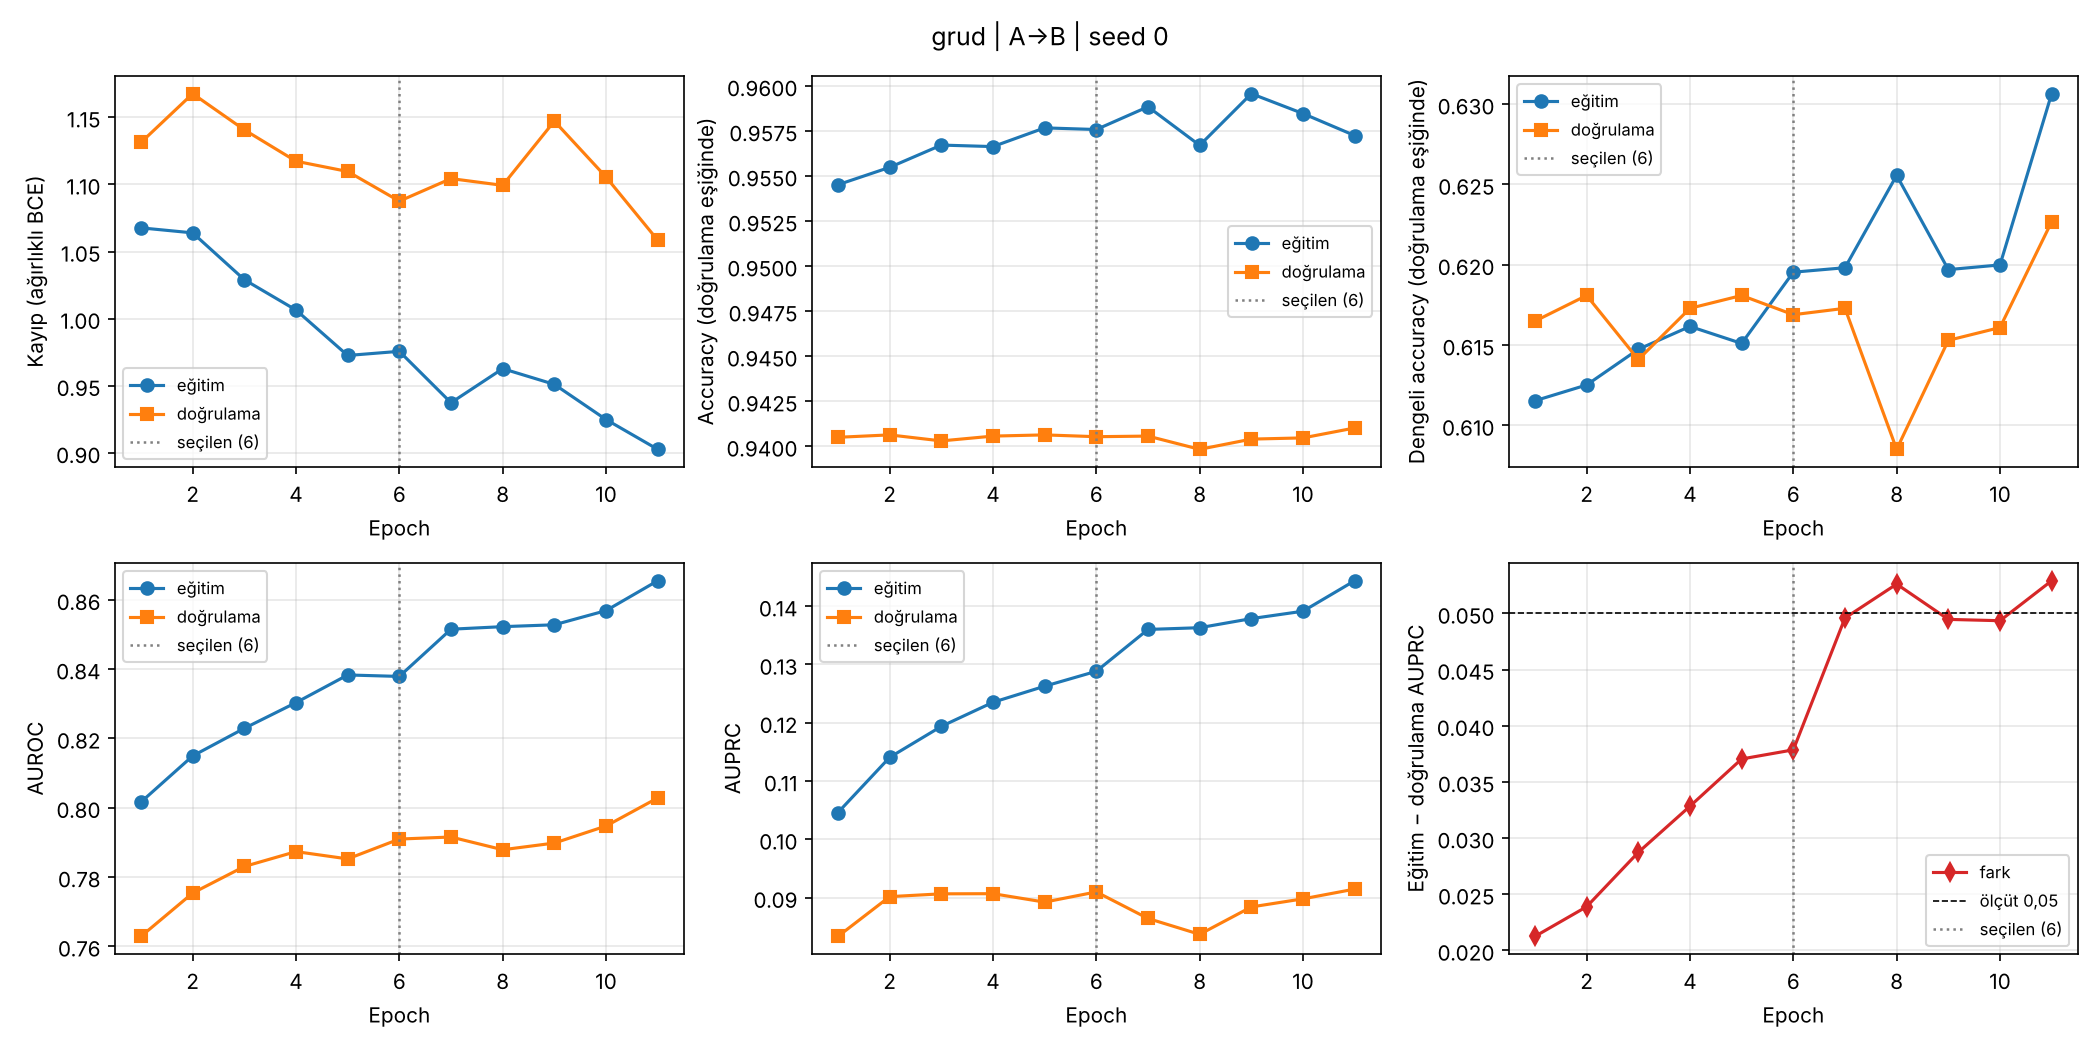 grud | A→B | seed 0
Kayıp (ağırlıklı BCE)
1.15
1.10
1.05
1.00
0.95
0.90
eğitim
doğrulama
seçilen (6)
2 4 6 8 10
Epoch
Accuracy (doğrulama eşiğinde)
0.9600
0.9575
0.9550
0.9525
0.9500
0.9475
0.9450
0.9425
0.9400
eğitim
doğrulama
seçilen (6)
2 4 6 8 10
Epoch
Dengeli accuracy (doğrulama eşiğinde)
0.630
0.625
0.620
0.615
0.610
eğitim
doğrulama
seçilen (6)
2 4 6 8 10
Epoch
AUROC
0.86
0.84
0.82
0.80
0.78
0.76
eğitim
doğrulama
seçilen (6)
2 4 6 8 10
Epoch
AUPRC
0.14
0.13
0.12
0.11
0.10
0.09
eğitim
doğrulama
seçilen (6)
2 4 6 8 10
Epoch
Eğitim − doğrulama AUPRC
0.050
0.045
0.040
0.035
0.030
0.025
0.020
fark
ölçüt 0,05
seçilen (6)
2 4 6 8 10
Epoch